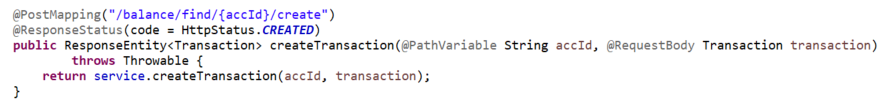 @PostMapping("/balance/find/{accId}/create")
@ResponseStatus(code = HttpStatus.CREATED)
public ResponseEntity<Transaction> createTransaction(@PathVariable String accId, @RequestBody Transaction transaction)
        throws Throwable {
    return service.createTransaction(accId, transaction);
}